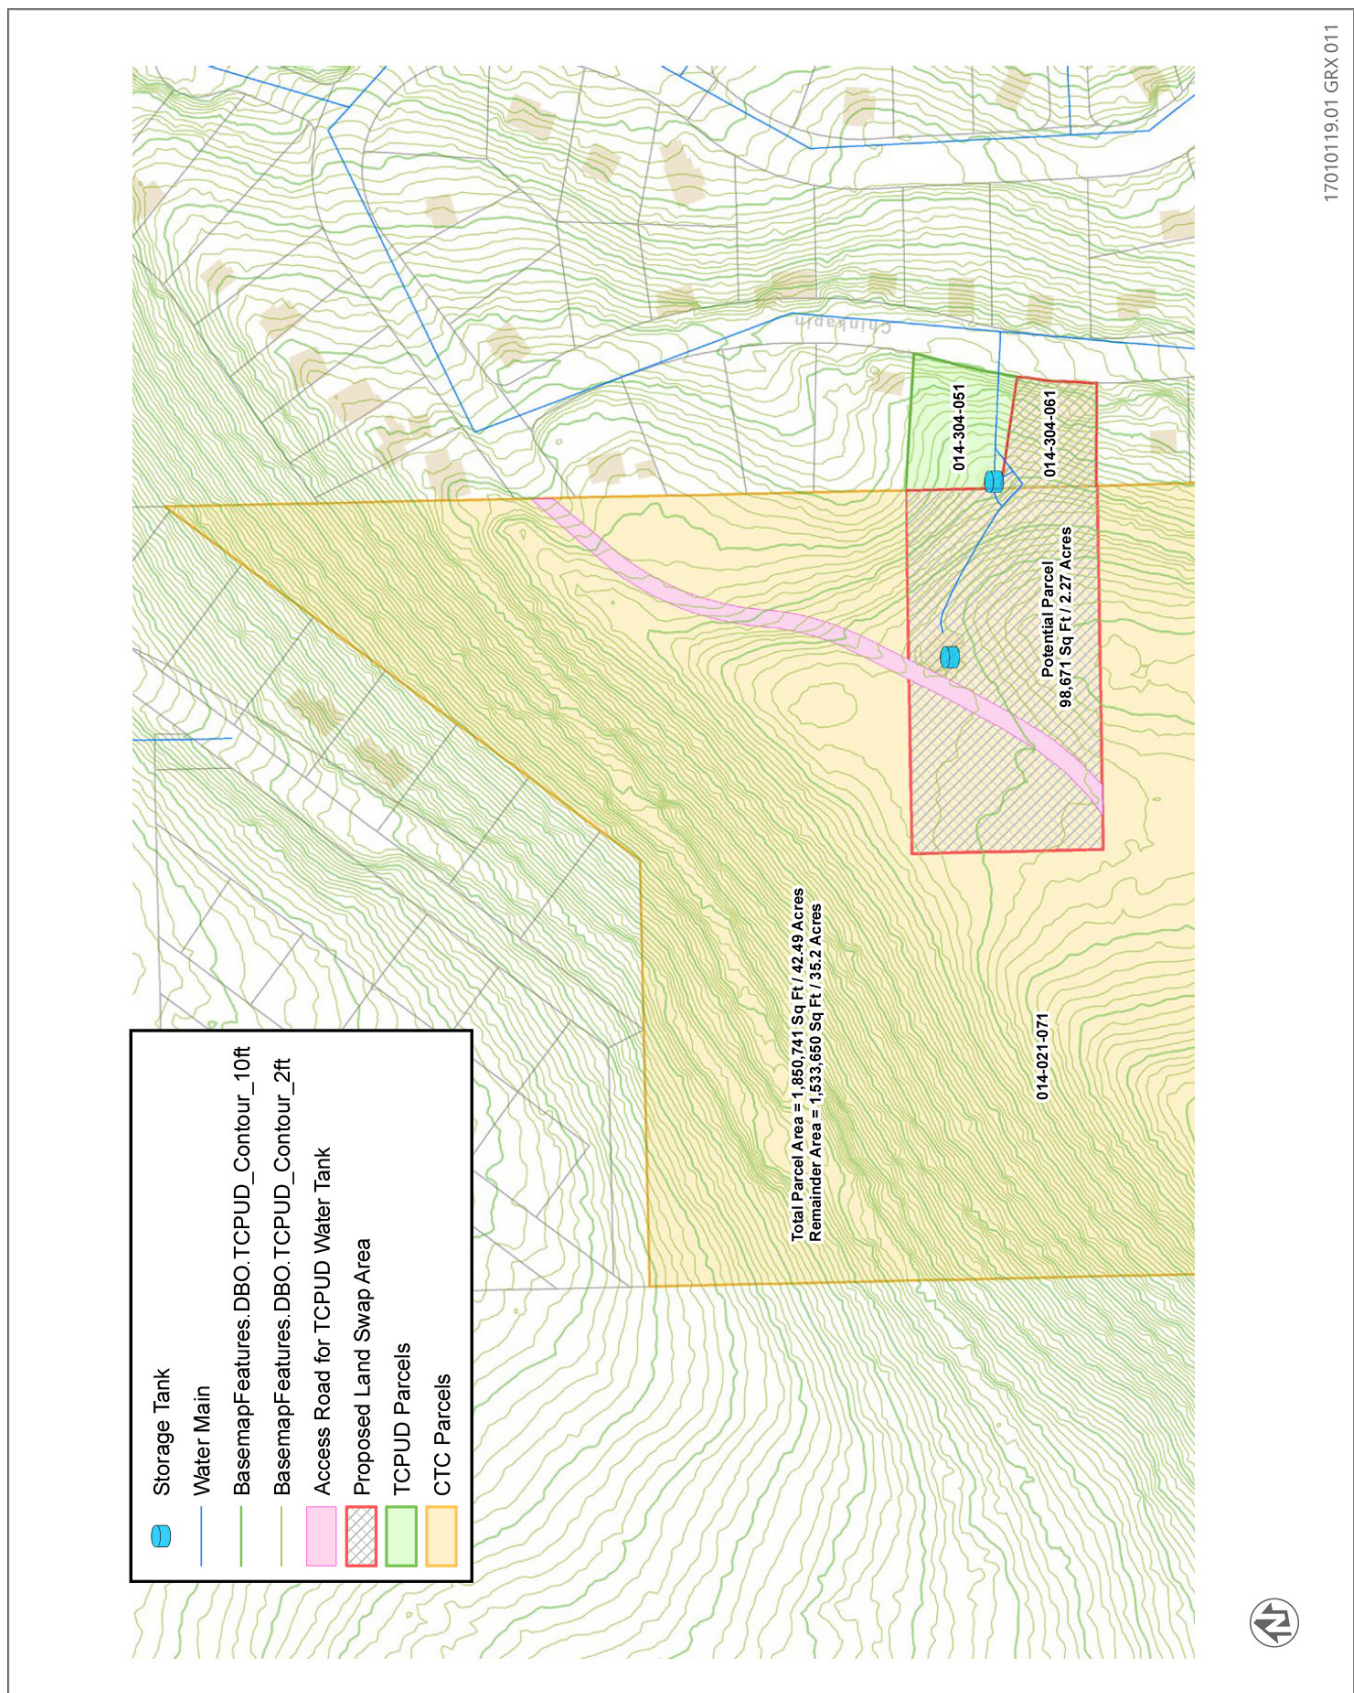 17010119.01 GRX 011
Storage Tank
Water Main
BasemapFeatures.DBO.TCPUD_Contour_10ft
BasemapFeatures.DBO.TCPUD_Contour_2ft
Access Road for TCPUD Water Tank
Proposed Land Swap Area
TCPUD Parcels
CTC Parcels
Chinkapin
014-304-051
014-304-061
Potential Parcel
98,671 Sq Ft / 2.27 Acres
Total Parcel Area = 1,850,741 Sq Ft / 42.49 Acres
Remainder Area = 1,533,650 Sq Ft / 35.2 Acres
014-021-071
N